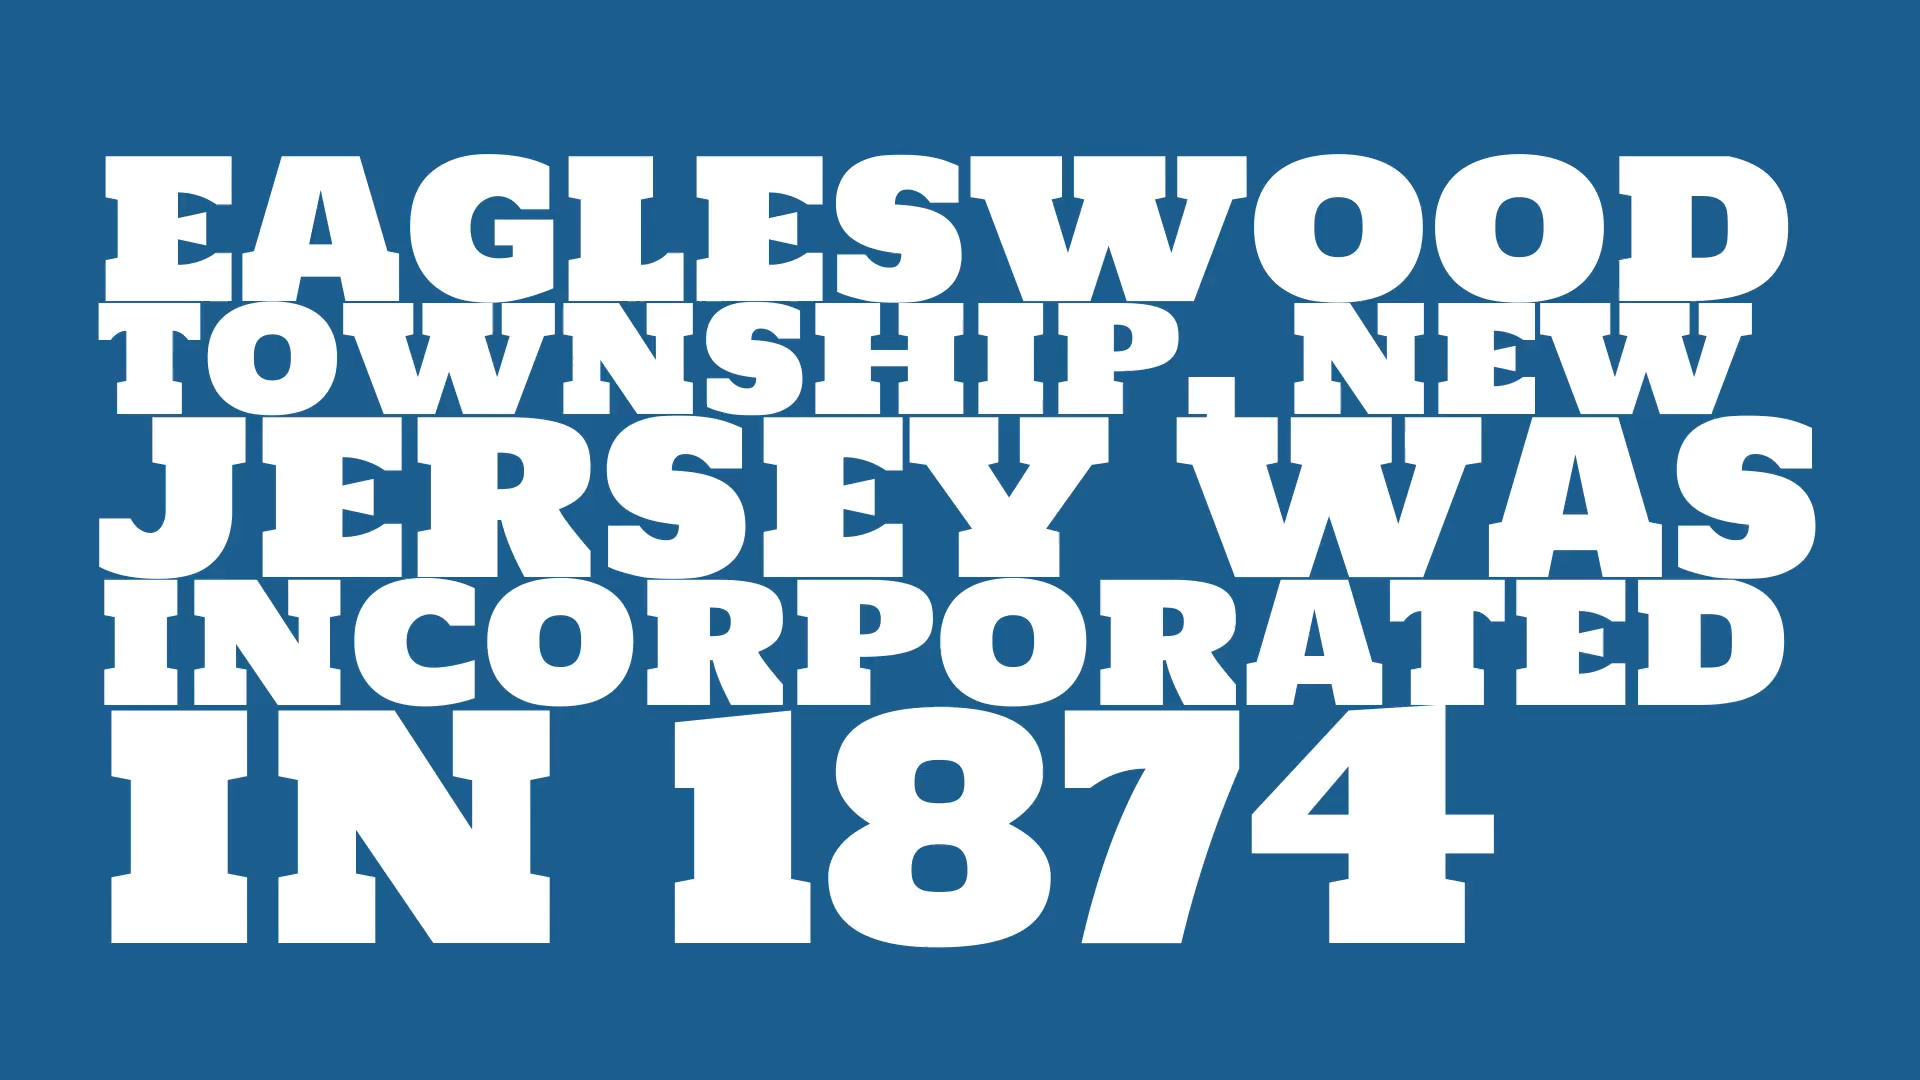 EAGLESWOOD
TOWNSHIP, NEW
JERSEY WAS
INCORPORATED
IN 1874